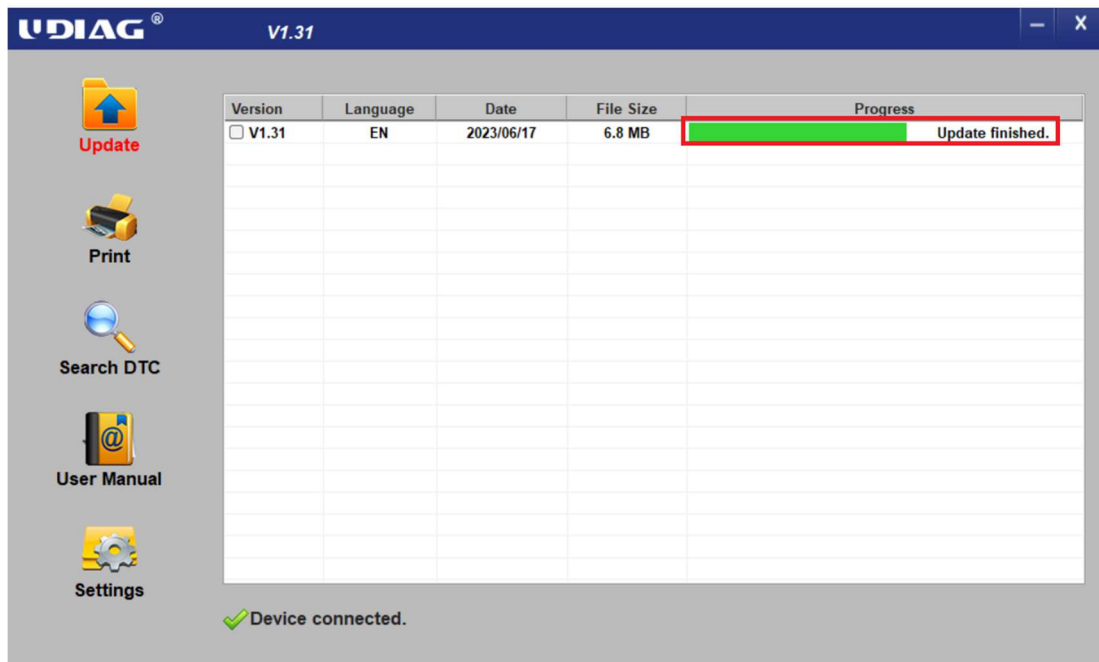 UDIAG® V1.31 – X
Update
Print
Search DTC
User Manual
Settings
Version Language Date File Size Progress
V1.31 EN 2023/06/17 6.8 MB Update finished.
Device connected.